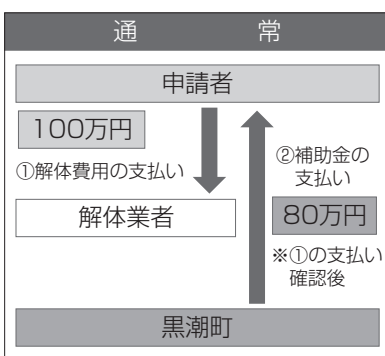 通常
申請者
100万円
①解体費用の支払い
解体業者
②補助金の
支払い
80万円
※①の支払い
確認後
黒潮町